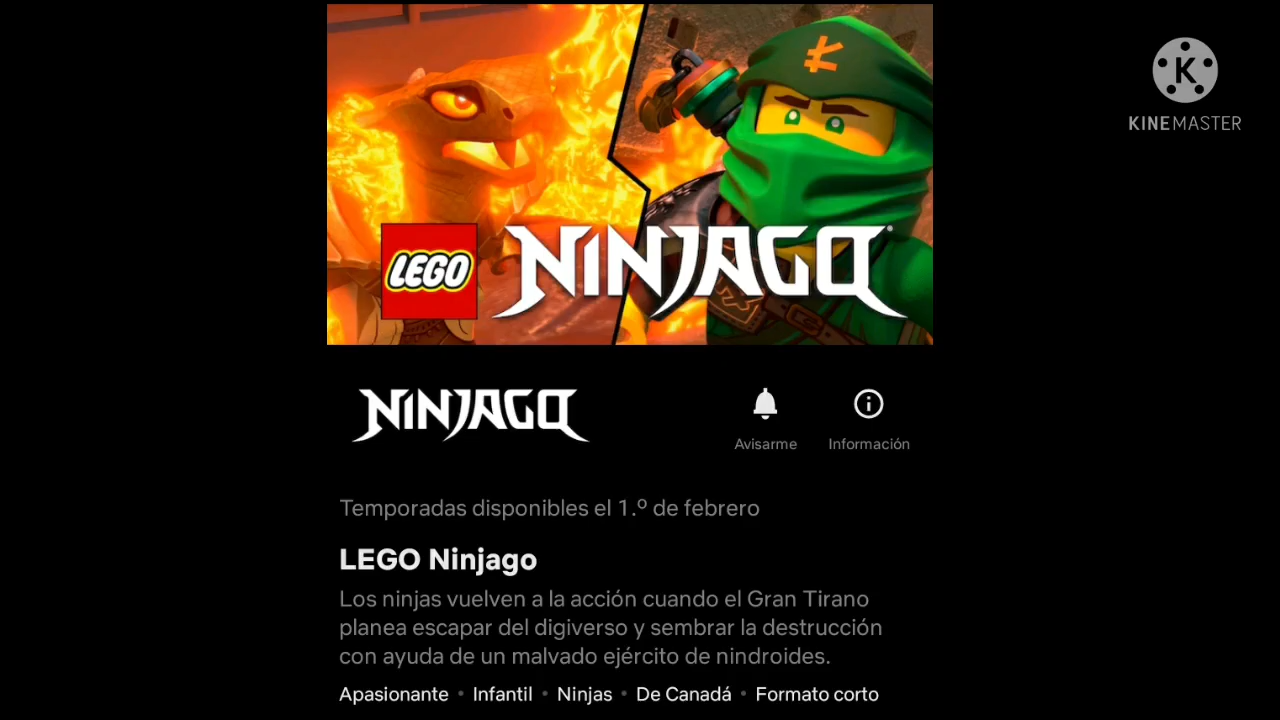 K
KINEMASTER
LEGO NINJAGO
NINJAGO
Avisarme Información
Temporadas disponibles el 1.º de febrero
LEGO Ninjago
Los ninjas vuelven a la acción cuando el Gran Tirano
planea escapar del digiverso y sembrar la destrucción
con ayuda de un malvado ejército de nindroides.
Apasionante • Infantil • Ninjas • De Canadá • Formato corto